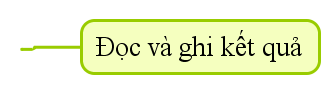 Đọc và ghi kết quả